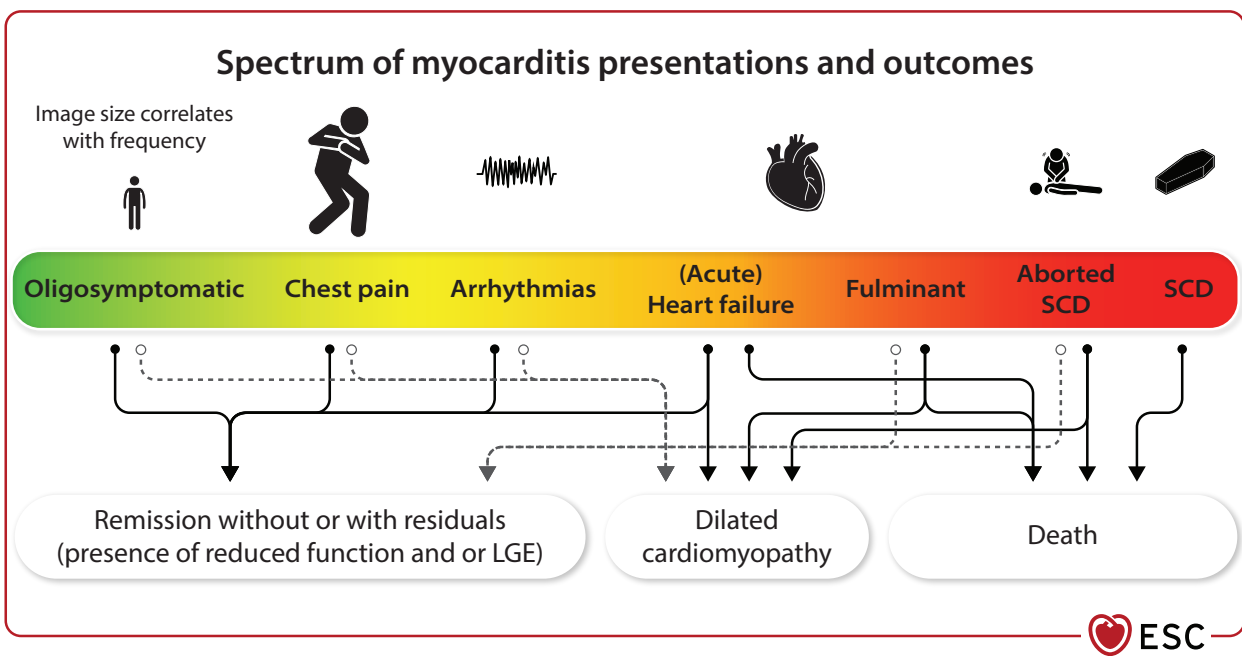 Spectrum of myocarditis presentations and outcomes
Image size correlates
with frequency
Oligosymptomatic
Chest pain
Arrhythmias
(Acute)
Heart failure
Fulminant
Aborted
SCD
SCD
Remission without or with residuals
(presence of reduced function and or LGE)
Dilated
cardiomyopathy
Death
ESC